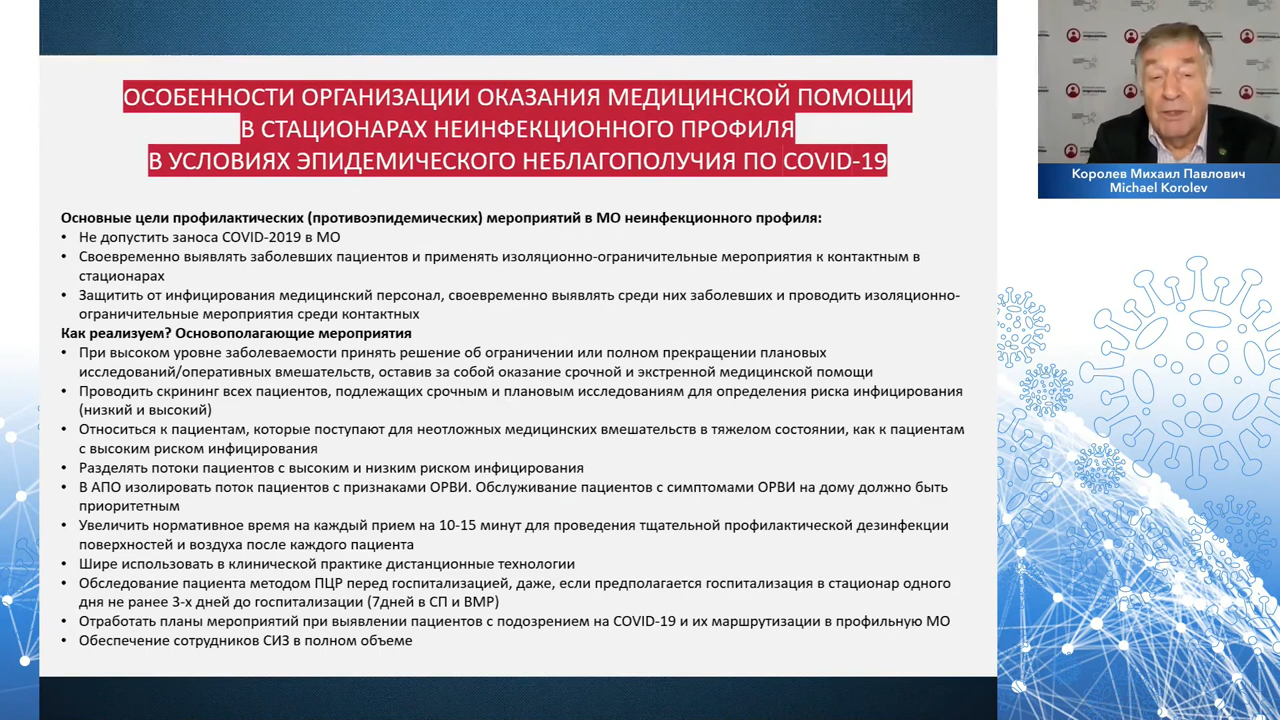 ОСОБЕННОСТИ ОРГАНИЗАЦИИ ОКАЗАНИЯ МЕДИЦИНСКОЙ ПОМОЩИ
В СТАЦИОНАРАХ НЕИНФЕКЦИОННОГО ПРОФИЛЯ
В УСЛОВИЯХ ЭПИДЕМИЧЕСКОГО НЕБЛАГОПОЛУЧИЯ ПО COVID-19
Основные цели профилактических (противоэпидемических) мероприятий в МО неинфекционного профиля:
• Не допустить заноса COVID-2019 в МО
• Своевременно выявлять заболевших пациентов и применять изоляционно-ограничительные мероприятия к контактным в
стационарах
• Защитить от инфицирования медицинский персонал, своевременно выявлять среди них заболевших и проводить изоляционно-
ограничительные мероприятия среди контактных
Как реализуем? Основополагающие мероприятия
• При высоком уровне заболеваемости принять решение об ограничении или полном прекращении плановых
исследований/оперативных вмешательств, оставив за собой оказание срочной и экстренной медицинской помощи
• Проводить скрининг всех пациентов, подлежащих срочным и плановым исследованиям для определения риска инфицирования
(низкий и высокий)
• Относиться к пациентам, которые поступают для неотложных медицинских вмешательств в тяжелом состоянии, как к пациентам
с высоким риском инфицирования
• Разделять потоки пациентов с высоким и низким риском инфицирования
• В АПО изолировать поток пациентов с признаками ОРВИ. Обслуживание пациентов с симптомами ОРВИ на дому должно быть
приоритетным
• Увеличить нормативное время на каждый прием на 10-15 минут для проведения тщательной профилактической дезинфекции
поверхностей и воздуха после каждого пациента
• Шире использовать в клинической практике дистанционные технологии
• Обследование пациента методом ПЦР перед госпитализацией, даже, если предполагается госпитализация в стационар одного
дня не ранее 3-х дней до госпитализации (7дней в СП и ВМР)
• Отработать планы мероприятий при выявлении пациентов с подозрением на COVID-19 и их маршрутизации в профильную МО
• Обеспечение сотрудников СИЗ в полном объеме
Королев Михаил Павлович
Michael Korolev